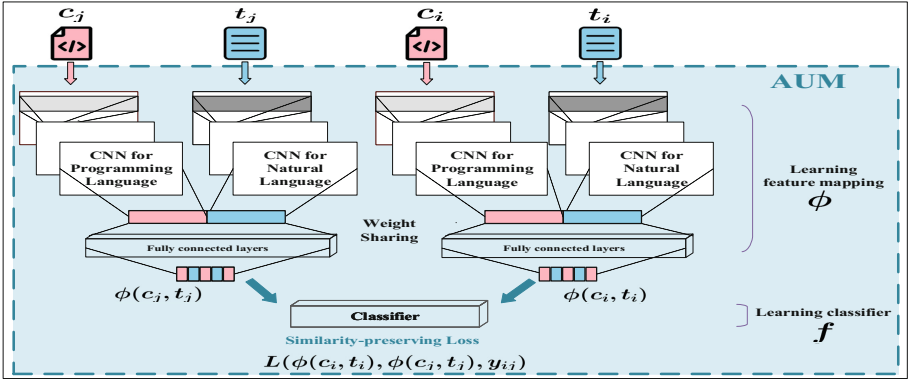 c_j t_j c_i t_i
</> </>
AUM
CNN for
Programming
Language
CNN for
Natural
Language
CNN for
Programming
Language
CNN for
Natural
Language
Learning
feature mapping
ϕ
Weight
Sharing
Fully connected layers
Fully connected layers
ϕ(c_j, t_j)
ϕ(c_i, t_i)
Classifier
Learning classifier
f
Similarity-preserving Loss
L(ϕ(c_i, t_i), ϕ(c_j, t_j), y_ij)